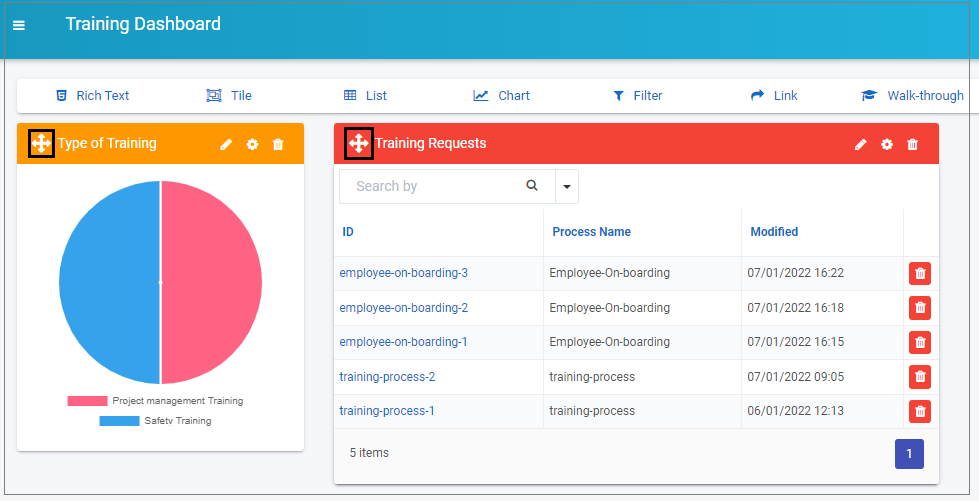 Training Dashboard
Rich Text Tile List Chart Filter Link Walk-through
Type of Training
Project management Training
Safety Training
Training Requests
Search by
ID Process Name Modified
employee-on-boarding-3 Employee-On-boarding 07/01/2022 16:22
employee-on-boarding-2 Employee-On-boarding 07/01/2022 16:18
employee-on-boarding-1 Employee-On-boarding 07/01/2022 16:15
training-process-2 training-process 07/01/2022 09:05
training-process-1 training-process 06/01/2022 12:13
5 items 1